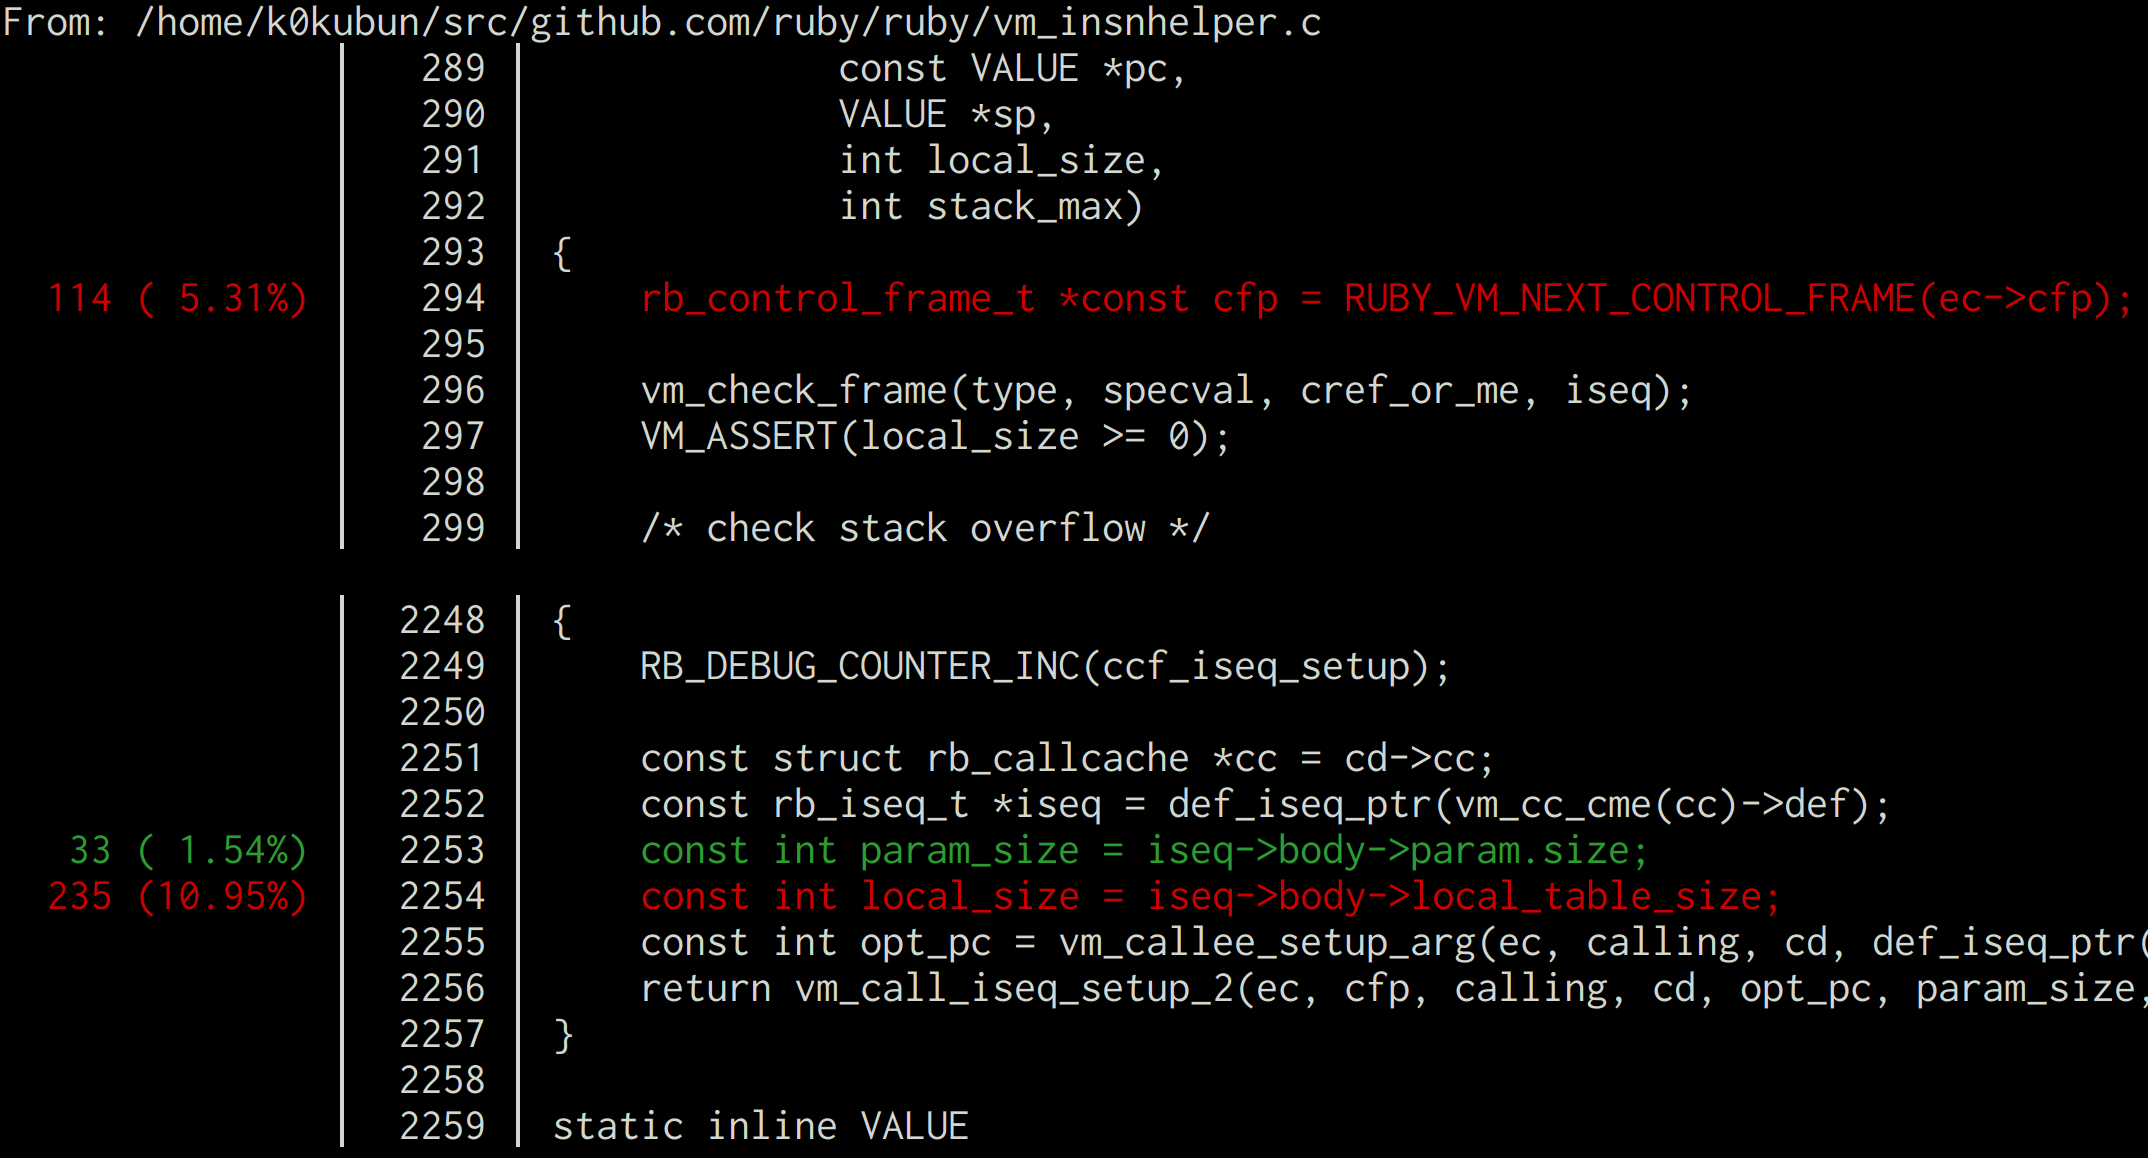 From: /home/k0kubun/src/github.com/ruby/ruby/vm_insnhelper.c
289 const VALUE *pc,
290 VALUE *sp,
291 int local_size,
292 int stack_max)
293 {
114 ( 5.31%) 294 rb_control_frame_t *const cfp = RUBY_VM_NEXT_CONTROL_FRAME(ec->cfp);
295
296 vm_check_frame(type, specval, cref_or_me, iseq);
297 VM_ASSERT(local_size >= 0);
298
299 /* check stack overflow */
2248 {
2249 RB_DEBUG_COUNTER_INC(ccf_iseq_setup);
2250
2251 const struct rb_callcache *cc = cd->cc;
2252 const rb_iseq_t *iseq = def_iseq_ptr(vm_cc_cme(cc)->def);
33 ( 1.54%) 2253 const int param_size = iseq->body->param.size;
235 (10.95%) 2254 const int local_size = iseq->body->local_table_size;
2255 const int opt_pc = vm_callee_setup_arg(ec, calling, cd, def_iseq_ptr(
2256 return vm_call_iseq_setup_2(ec, cfp, calling, cd, opt_pc, param_size,
2257 }
2258
2259 static inline VALUE